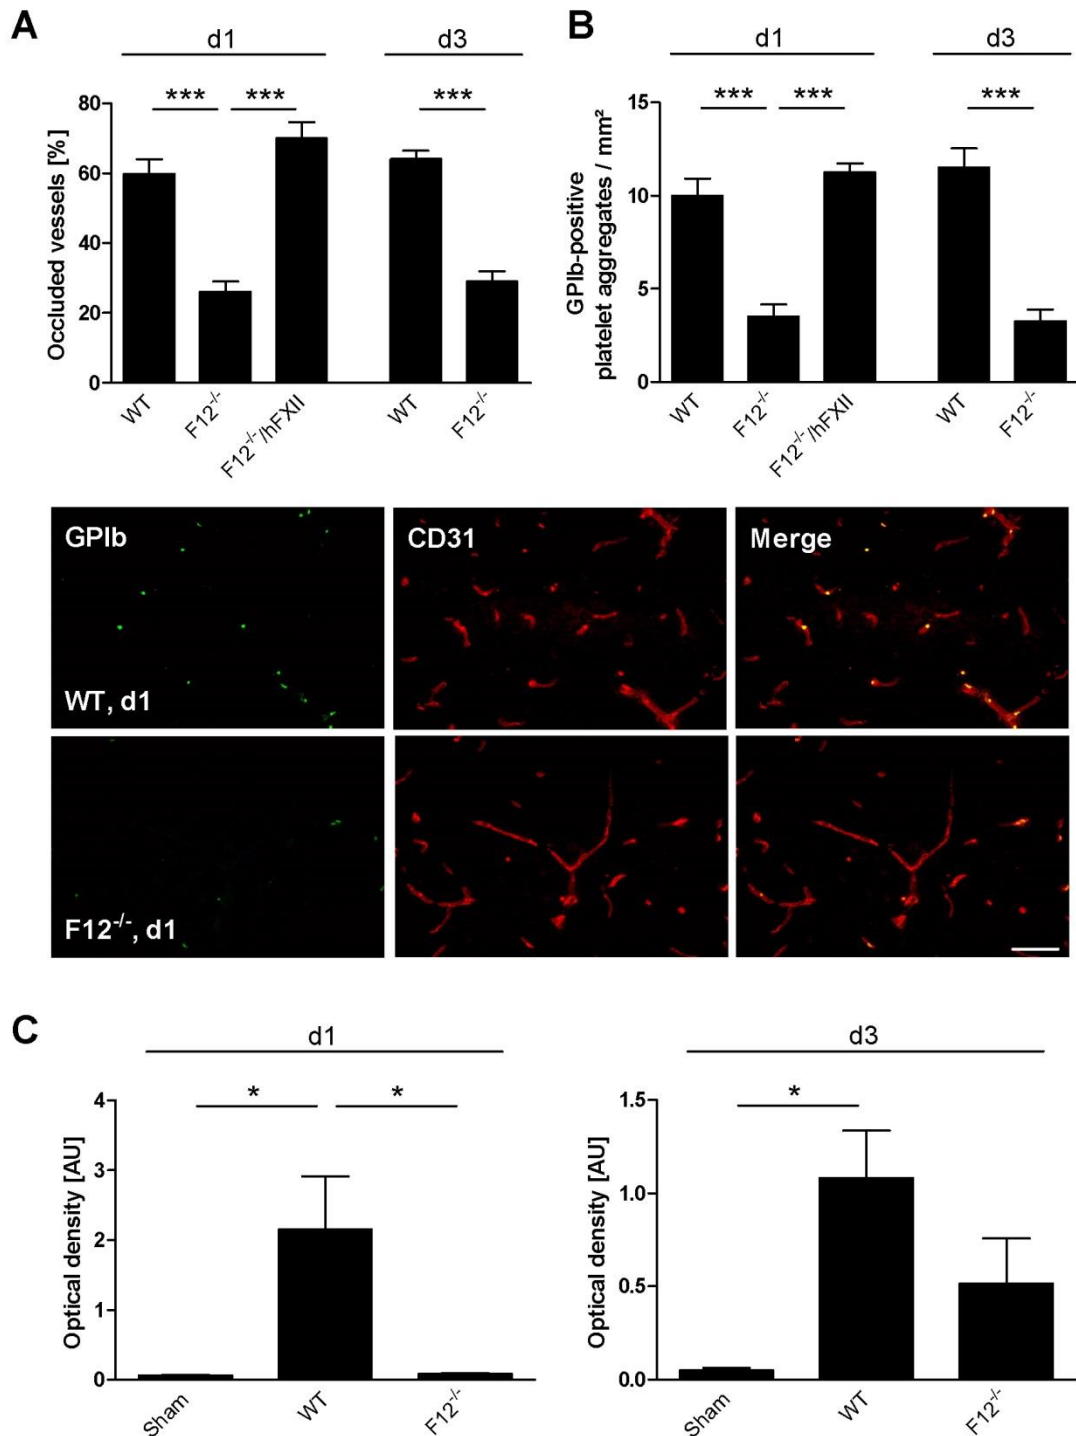 A
d1
d3
*** *** ***
Occluded vessels [%]
80
60
40
20
0
WT
F12-/-
F12-/-/hFXII
WT
F12-/-
B
d1
d3
*** *** ***
GPIb-positive
platelet aggregates / mm²
15
10
5
0
WT
F12-/-
F12-/-/hFXII
WT
F12-/-
GPIb
CD31
Merge
WT, d1
F12-/-, d1
C
d1
* *
Optical density [AU]
4
3
2
1
0
Sham
WT
F12-/-
d3
*
Optical density [AU]
1.5
1.0
0.5
0.0
Sham
WT
F12-/-